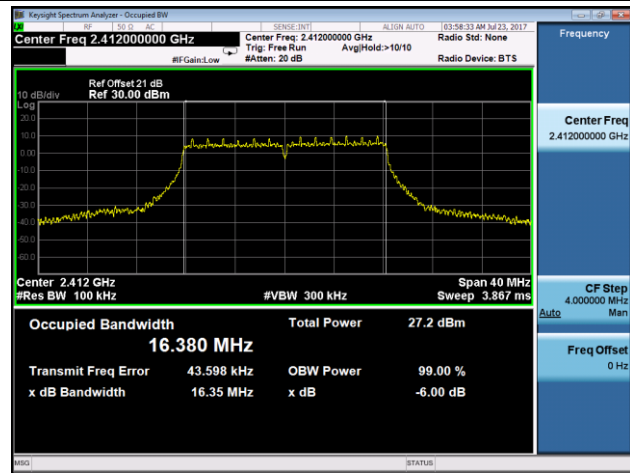 Keysight Spectrum Analyzer - Occupied BW
LXI RF 50 Ω AC SENSE:INT ALIGN AUTO 03:58:33 AM Jul 23, 2017
Center Freq 2.412000000 GHz
Center Freq: 2.412000000 GHz
Radio Std: None
Trig: Free Run Avg|Hold:>10/10
#IFGain:Low #Atten: 20 dB Radio Device: BTS
Frequency
Ref Offset 21 dB
10 dB/div Ref 30.00 dBm
Log
20.0
10.0
0.00
-10.0
-20.0
-30.0
-40.0
-50.0
-60.0
Center 2.412 GHz Span 40 MHz
#Res BW 100 kHz #VBW 300 kHz Sweep 3.867 ms
Occupied Bandwidth Total Power 27.2 dBm
16.380 MHz
Transmit Freq Error 43.598 kHz OBW Power 99.00 %
x dB Bandwidth 16.35 MHz x dB -6.00 dB
Center Freq
2.412000000 GHz
CF Step
4.000000 MHz
Auto Man
Freq Offset
0 Hz
MSG STATUS